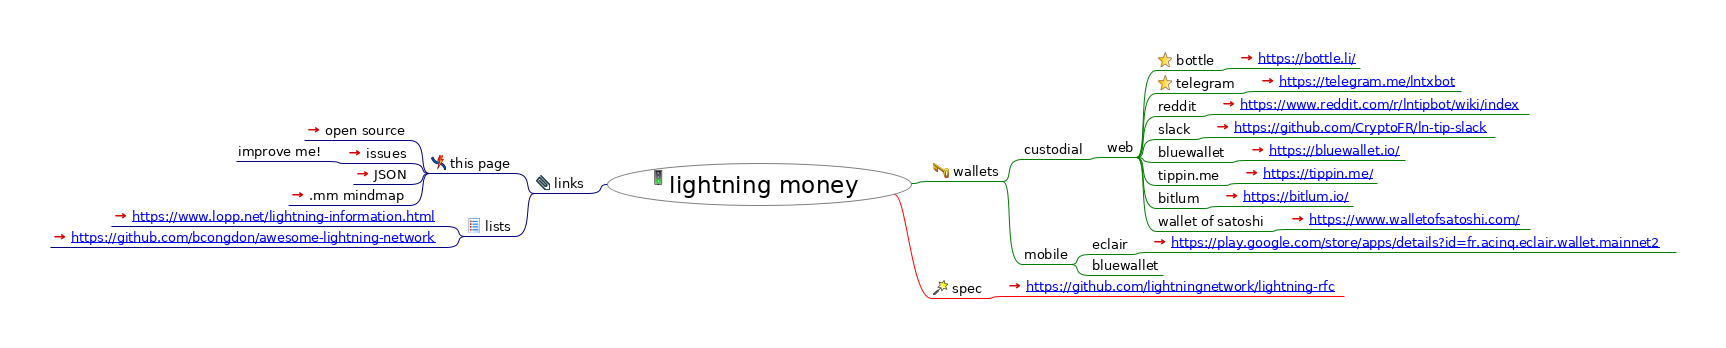 lightning money
links
this page
open source
issues
improve me!
JSON
.mm mindmap
lists
https://www.lopp.net/lightning-information.html
https://github.com/bcongdon/awesome-lightning-network
wallets
custodial
web
bottle
https://bottle.li/
telegram
https://telegram.me/lntxbot
reddit
https://www.reddit.com/r/lntipbot/wiki/index
slack
https://github.com/CryptoFR/ln-tip-slack
bluewallet
https://bluewallet.io/
tippin.me
https://tippin.me/
bitlum
https://bitlum.io/
wallet of satoshi
https://www.walletofsatoshi.com/
mobile
eclair
https://play.google.com/store/apps/details?id=fr.acinq.eclair.wallet.mainnet2
bluewallet
spec
https://github.com/lightningnetwork/lightning-rfc